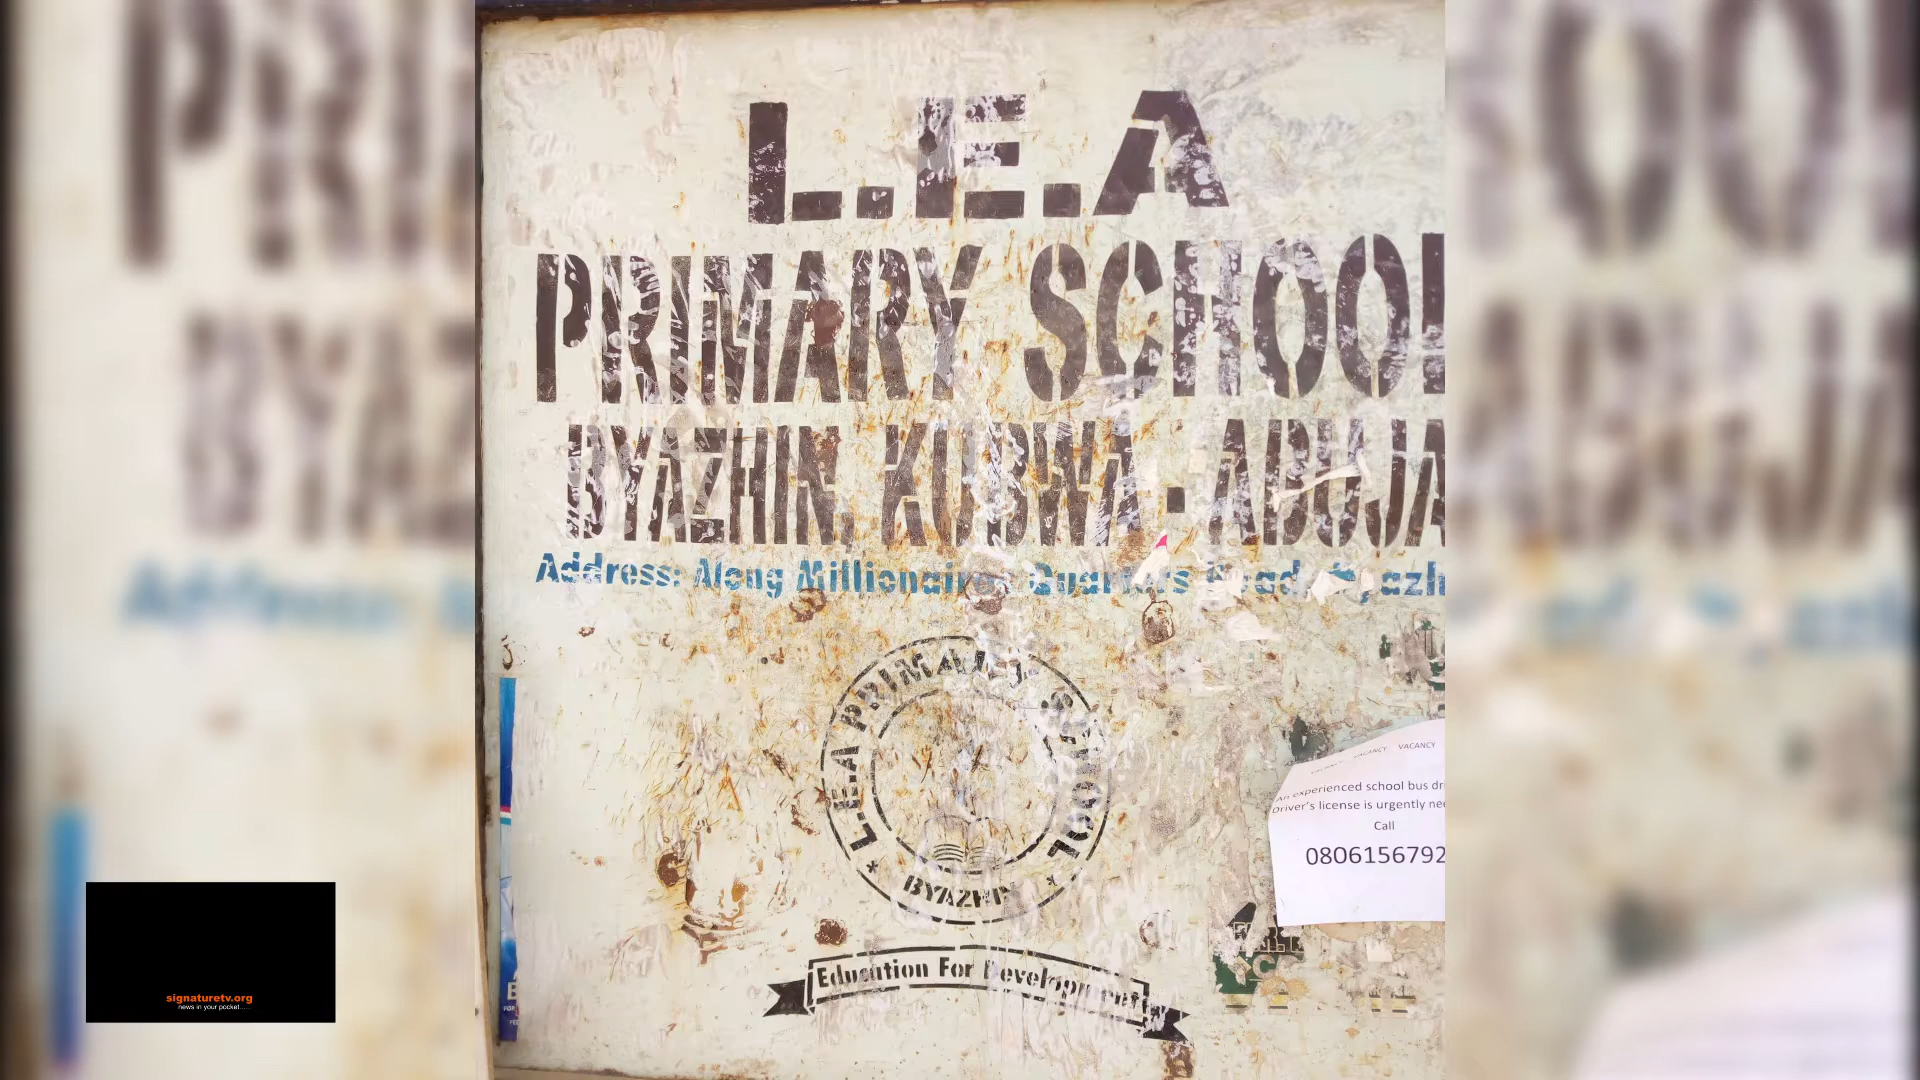 L.E.A
PRIMARY SCHOOL
BYAZHIN, KUBWA - ABUJA
Address: Along Millionaires Quarters Road, Byazh
L.E.A PRIMARY SCHOOL
* BYAZHIN *
Education For Development
VACANCY VACANCY
An experienced school bus dr
Driver's license is urgently nee
Call
0806156792
signaturetv.org
news in your pocket.....